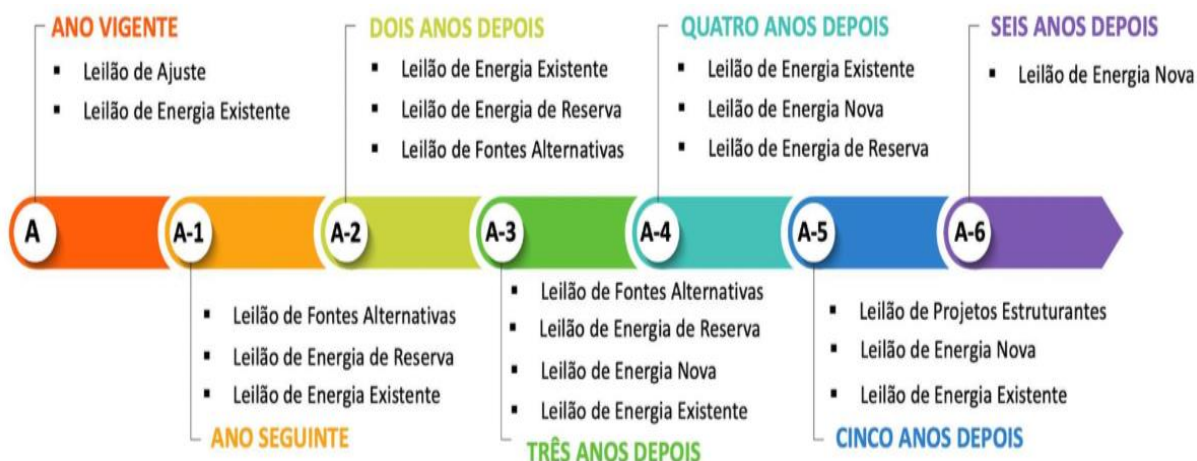 ANO VIGENTE
▪ Leilão de Ajuste
▪ Leilão de Energia Existente
DOIS ANOS DEPOIS
▪ Leilão de Energia Existente
▪ Leilão de Energia de Reserva
▪ Leilão de Fontes Alternativas
QUATRO ANOS DEPOIS
▪ Leilão de Energia Existente
▪ Leilão de Energia Nova
▪ Leilão de Energia de Reserva
SEIS ANOS DEPOIS
▪ Leilão de Energia Nova
A
A-1
A-2
A-3
A-4
A-5
A-6
▪ Leilão de Fontes Alternativas
▪ Leilão de Energia de Reserva
▪ Leilão de Energia Existente
ANO SEGUINTE
▪ Leilão de Fontes Alternativas
▪ Leilão de Energia de Reserva
▪ Leilão de Energia Nova
▪ Leilão de Energia Existente
TRÊS ANOS DEPOIS
▪ Leilão de Projetos Estruturantes
▪ Leilão de Energia Nova
▪ Leilão de Energia Existente
CINCO ANOS DEPOIS